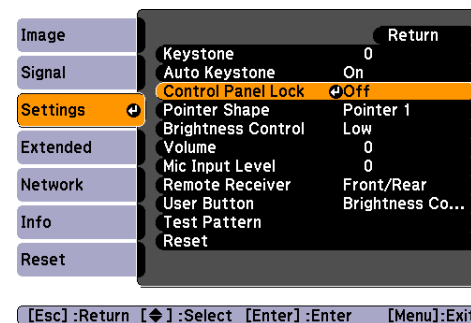 Image
Signal
Settings
Extended
Network
Info
Reset
Return
Keystone 0
Auto Keystone On
Control Panel Lock Off
Pointer Shape Pointer 1
Brightness Control Low
Volume 0
Mic Input Level 0
Remote Receiver Front/Rear
User Button Brightness Co...
Test Pattern
Reset
[Esc] :Return [◆] :Select [Enter] :Enter [Menu]:Exit